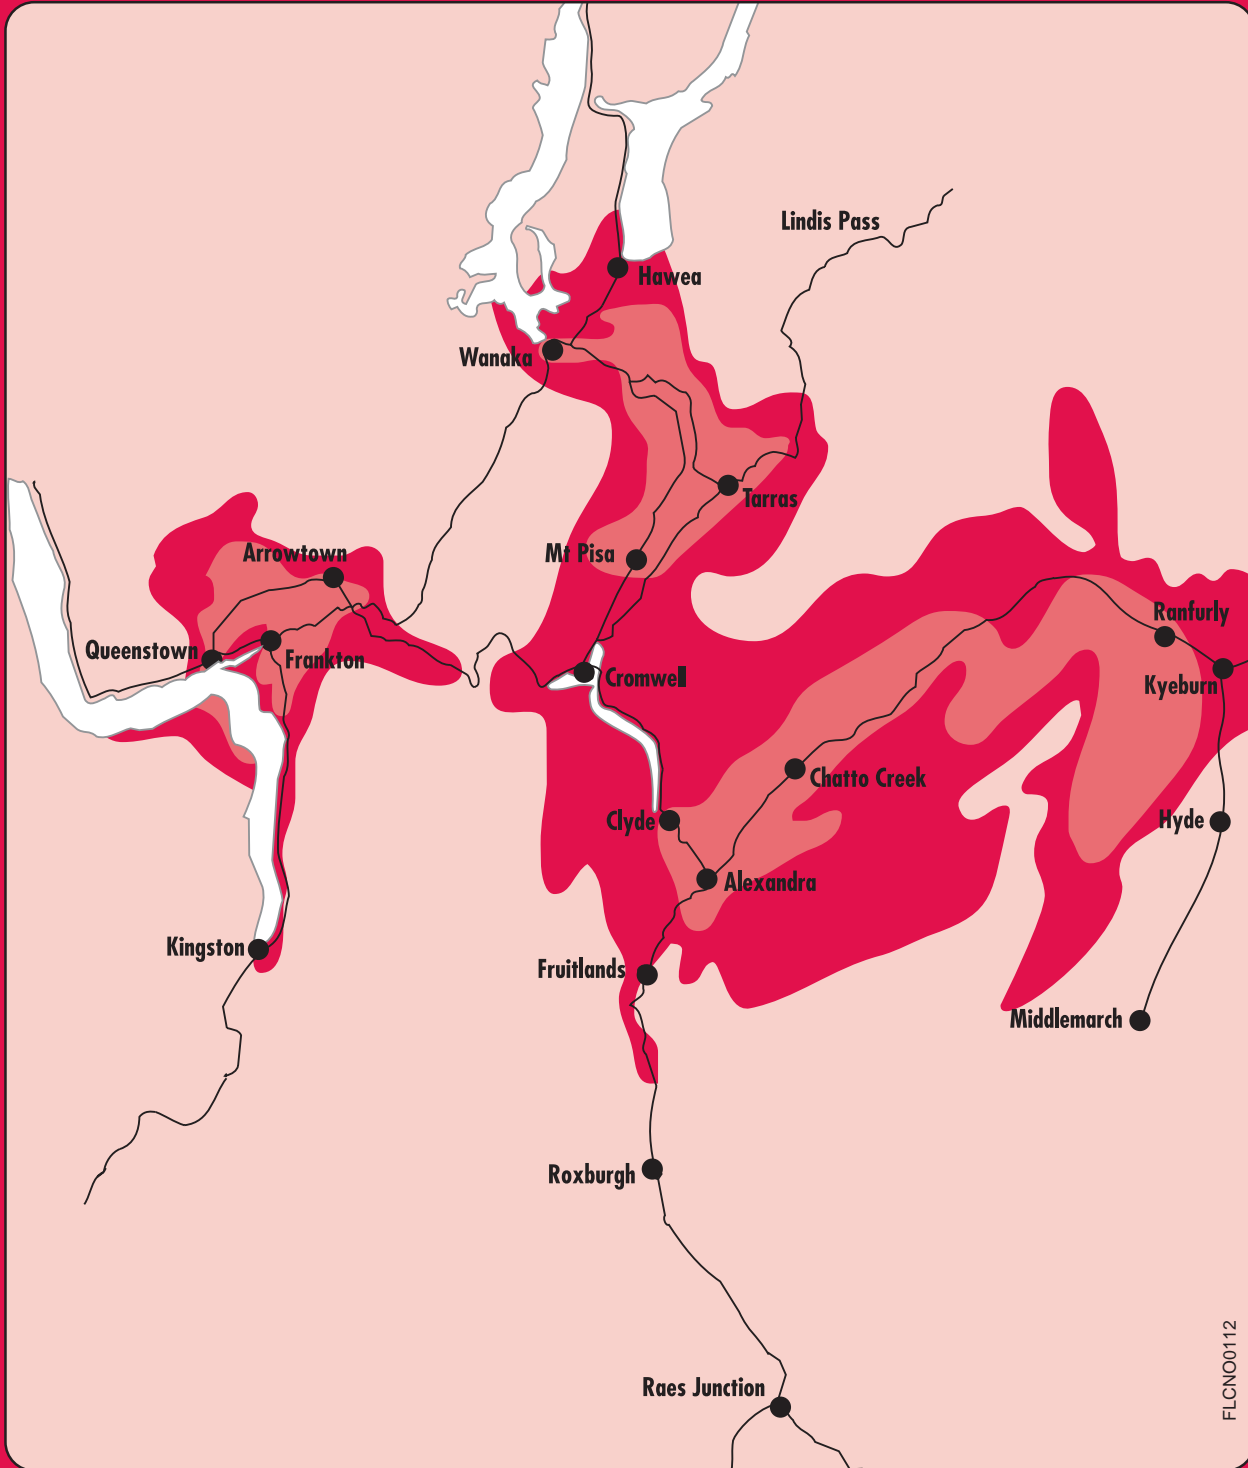 Lindis Pass
Hawea
Wanaka
Tarras
Mt Pisa
Arrowtown
Ranfurly
Queenstown
Frankton
Cromwell
Kyeburn
Chatto Creek
Clyde
Hyde
Alexandra
Kingston
Fruitlands
Middlemarch
Roxburgh
Raes Junction
FLCNO0112